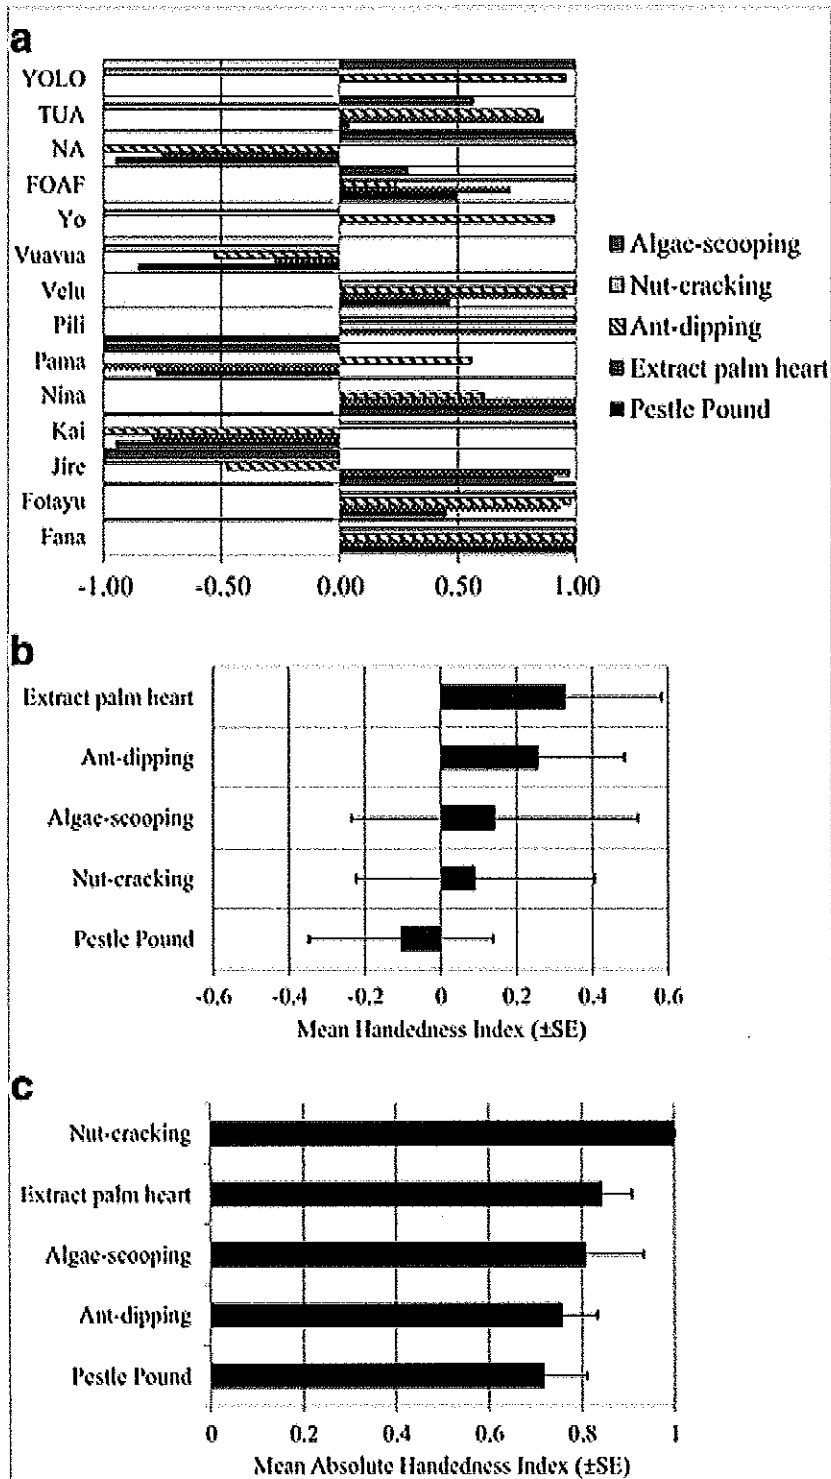 a
YOLO
TUA
NA
FOAF
Yo
Vuavua
Velu
Pili
Pama
Nina
Kai
Jire
Fotayu
Fana
-1.00 -0.50 0.00 0.50 1.00
Algae-scooping
Nut-cracking
Ant-dipping
Extract palm heart
Pestle Pound
b
Extract palm heart
Ant-dipping
Algae-scooping
Nut-cracking
Pestle Pound
-0.6 -0.4 -0.2 0 0.2 0.4 0.6
Mean Handedness Index (±SE)
c
Nut-cracking
Extract palm heart
Algae-scooping
Ant-dipping
Pestle Pound
0 0.2 0.4 0.6 0.8 1
Mean Absolute Handedness Index (±SE)